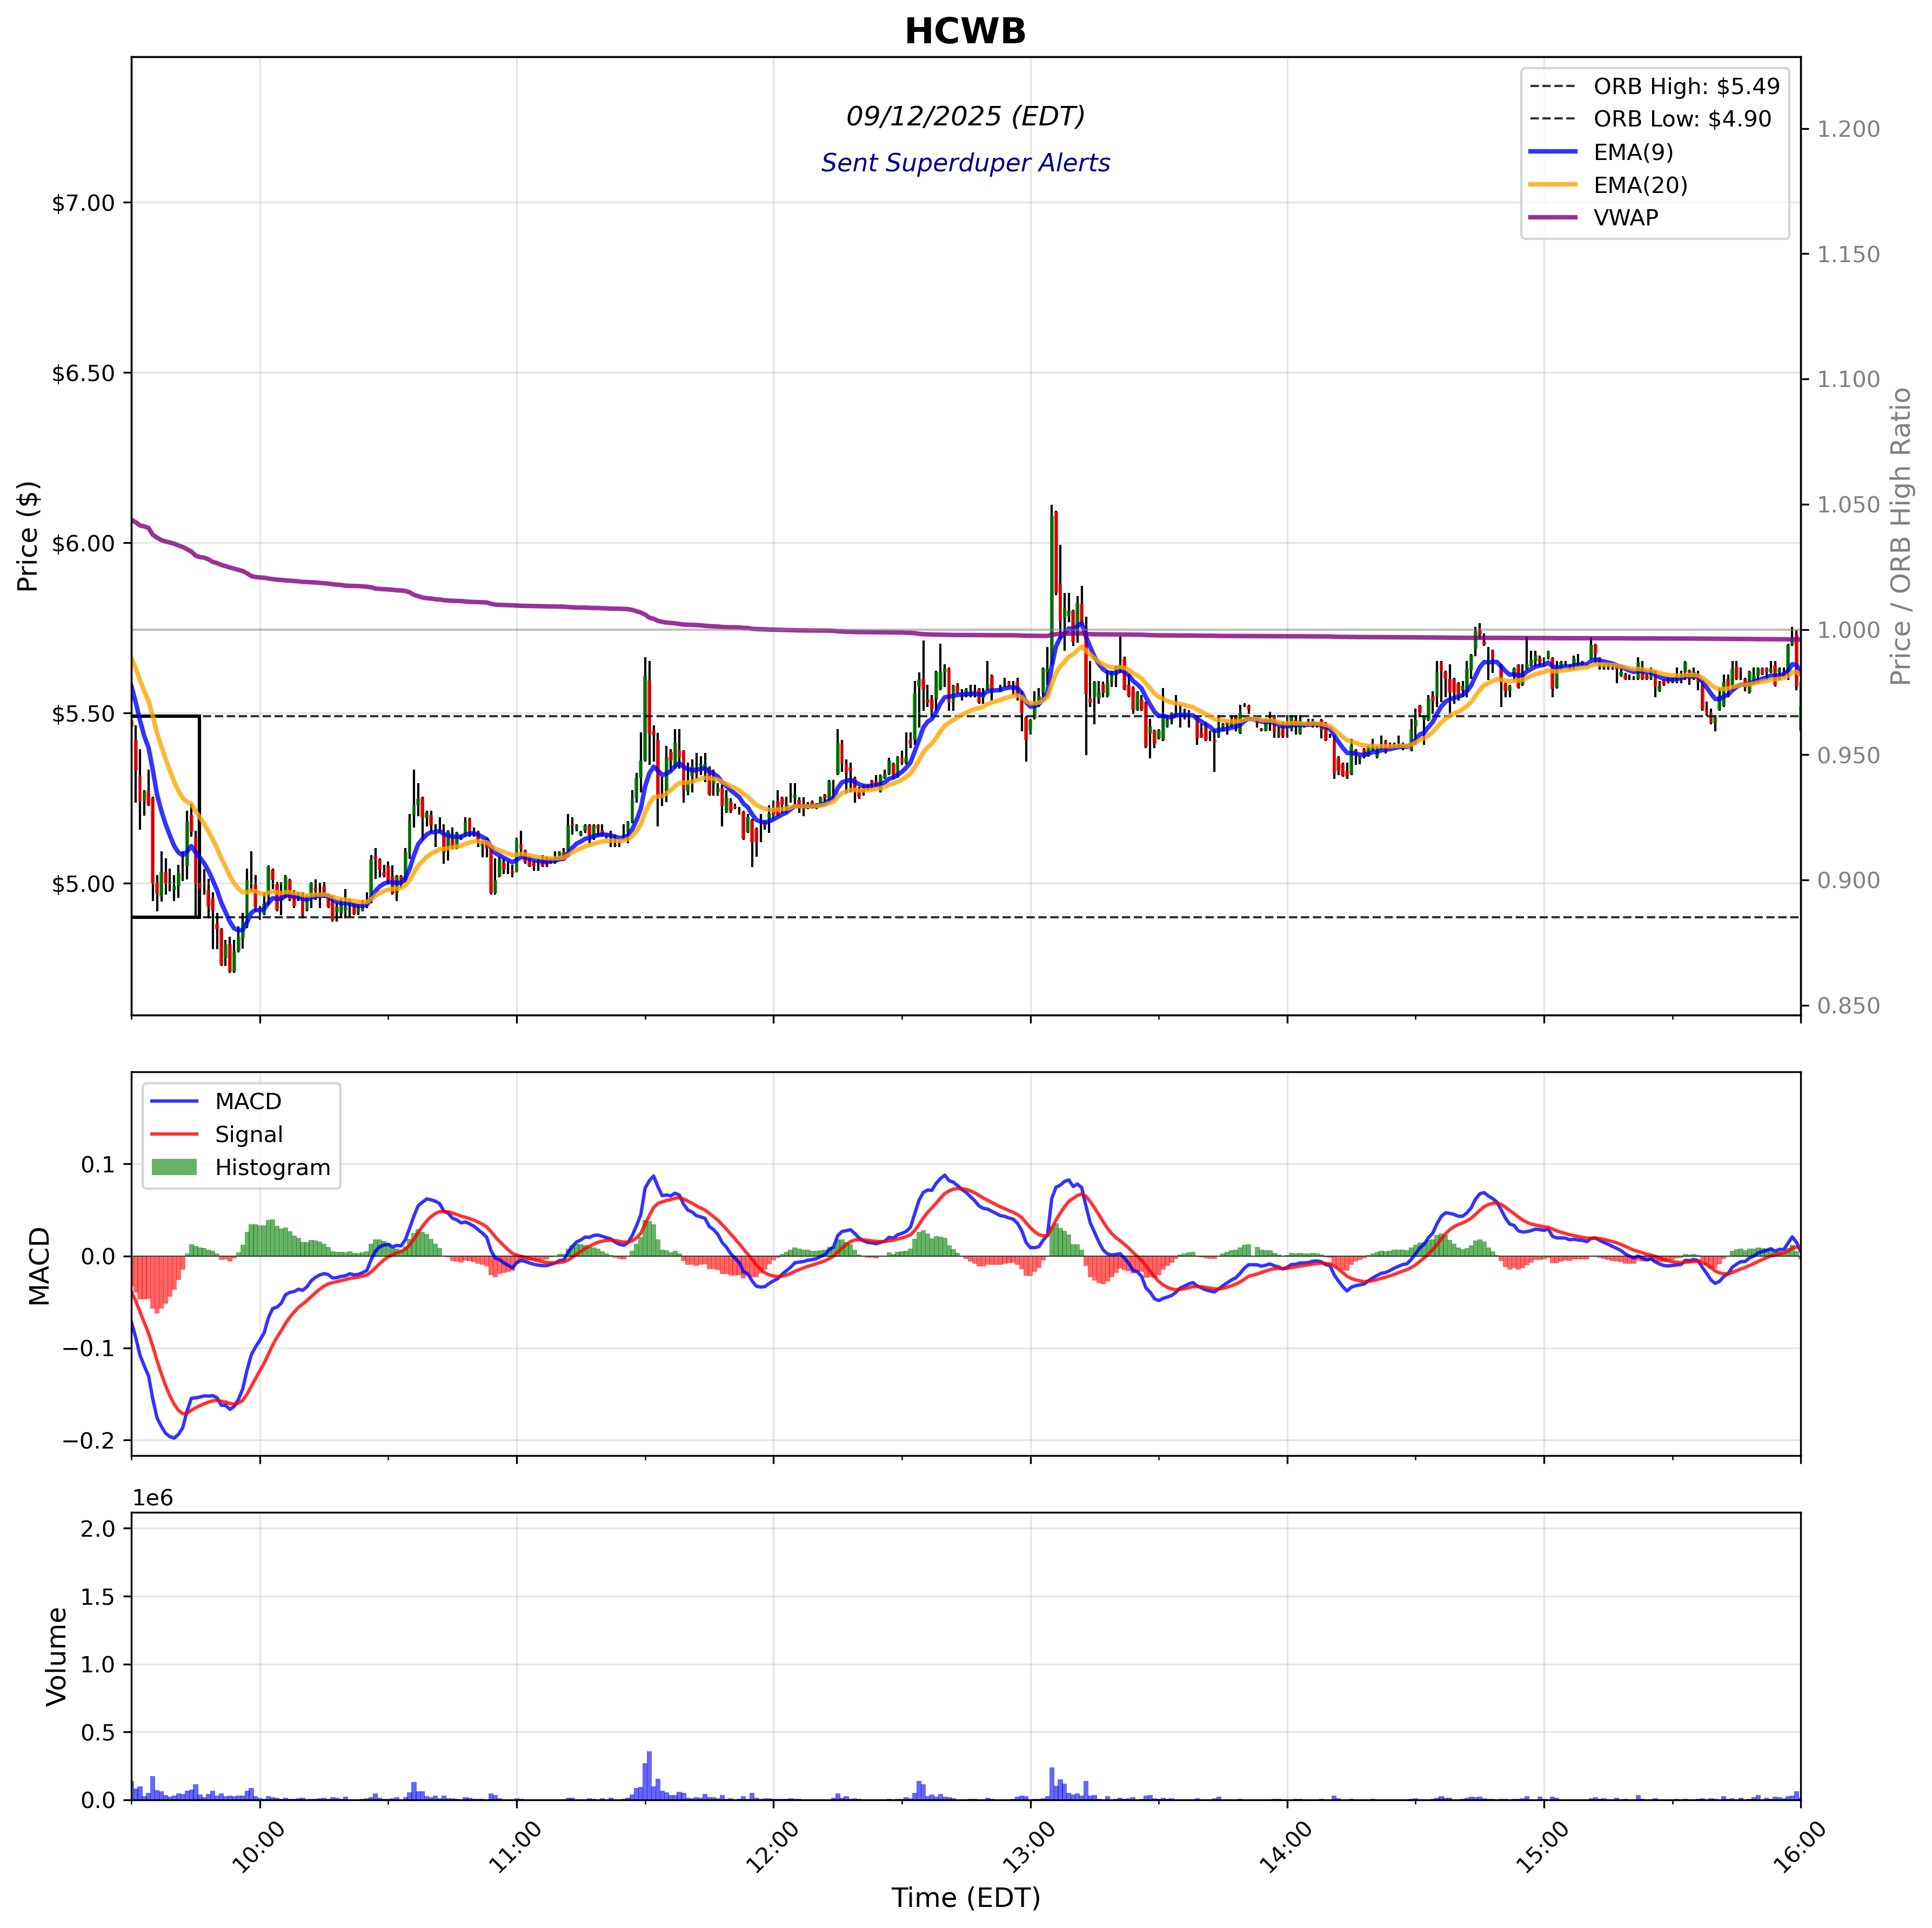 HCWB
09/12/2025 (EDT)
Sent Superduper Alerts
ORB High: $5.49
ORB Low: $4.90
EMA(9)
EMA(20)
VWAP
$7.00
$6.50
$6.00
$5.50
$5.00
Price ($)
1.200
1.150
1.100
1.050
1.000
0.950
0.900
0.850
Price / ORB High Ratio
MACD
Signal
Histogram
0.1
0.0
−0.1
−0.2
MACD
1e6
2.0
1.5
1.0
0.5
0.0
Volume
10:00
11:00
12:00
13:00
14:00
15:00
16:00
Time (EDT)